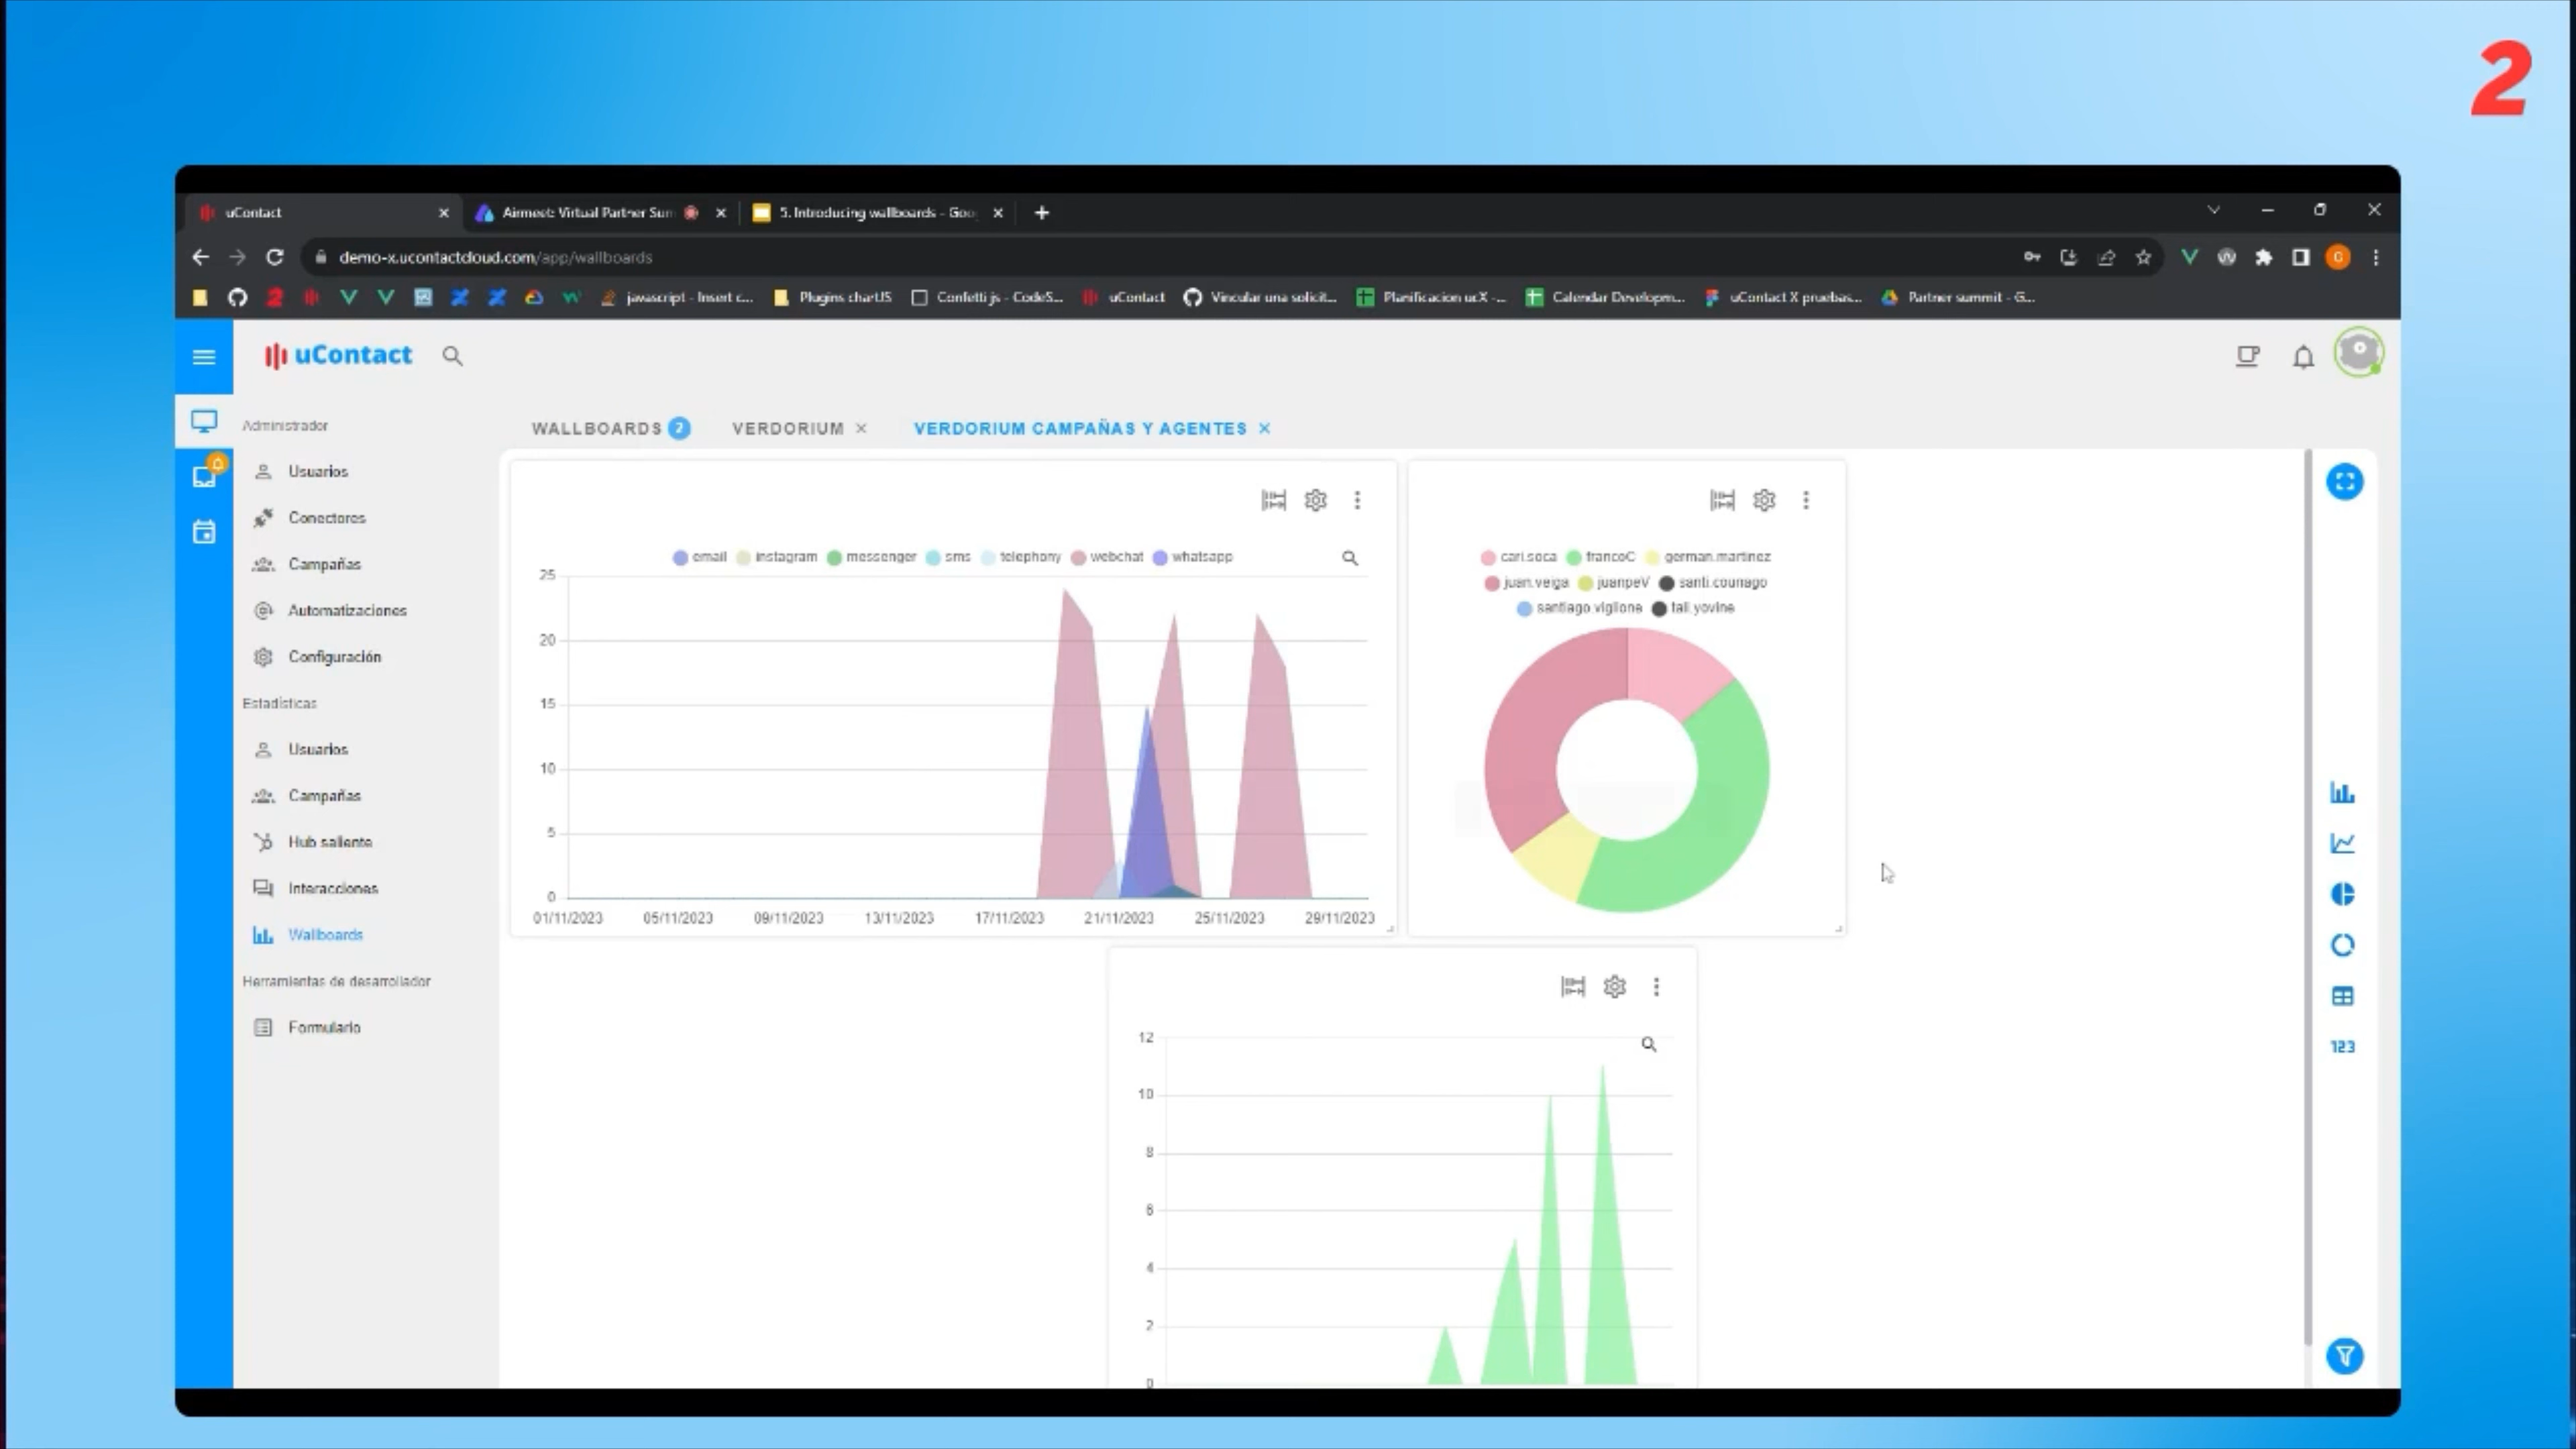 2
uContact
Airmeet: Virtual Partner Sum
5. Introducing wallboards - Goo
demo-x.ucontactcloud.com/app/wallboards
javascript - Insert c...
Plugins chartJS
Confetti js - CodeS...
uContact
Vincular una solicit...
Planificacion ucX -...
Calendar Developm...
uContact X pruebas...
Partner summit - G...
uContact
Administrador
Usuarios
Conectores
Campañas
Automatizaciones
Configuración
Estadísticas
Usuarios
Campañas
Hub saliente
Interacciones
Wallboards
Herramientas de desarrollador
Formulario
WALLBOARDS 2
VERDORIUM
VERDORIUM CAMPAÑAS Y AGENTES
email instagram messenger sms telephony webchat whatsapp
25
20
15
10
5
0
01/11/2023 05/11/2023 09/11/2023 13/11/2023 17/11/2023 21/11/2023 25/11/2023 29/11/2023
cari.soca francoC german.martinez
juan.veiga juanpeV santi.counago
santiago.viglione tali.yovine
12
10
8
6
4
2
0
123